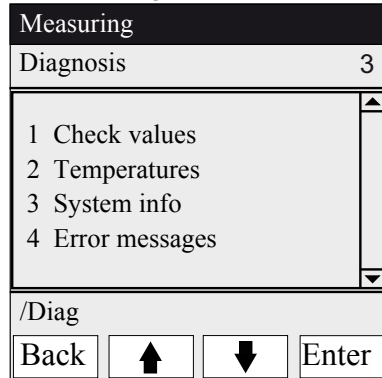 Measuring
Diagnosis 3
1 Check values
2 Temperatures
3 System info
4 Error messages
/Diag
Back Enter